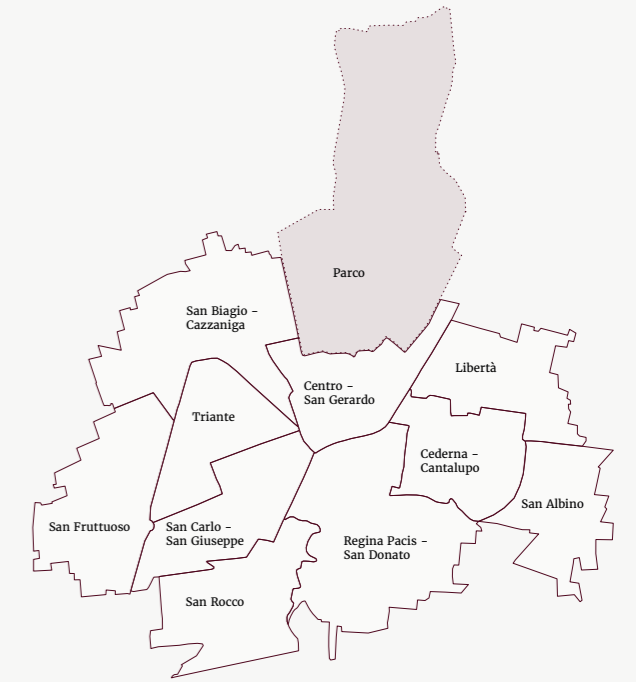 Parco
San Biagio –
Cazzaniga
Libertà
Centro –
San Gerardo
Triante
Cederna –
Cantalupo
San Albino
San Fruttuoso
San Carlo –
San Giuseppe
Regina Pacis –
San Donato
San Rocco